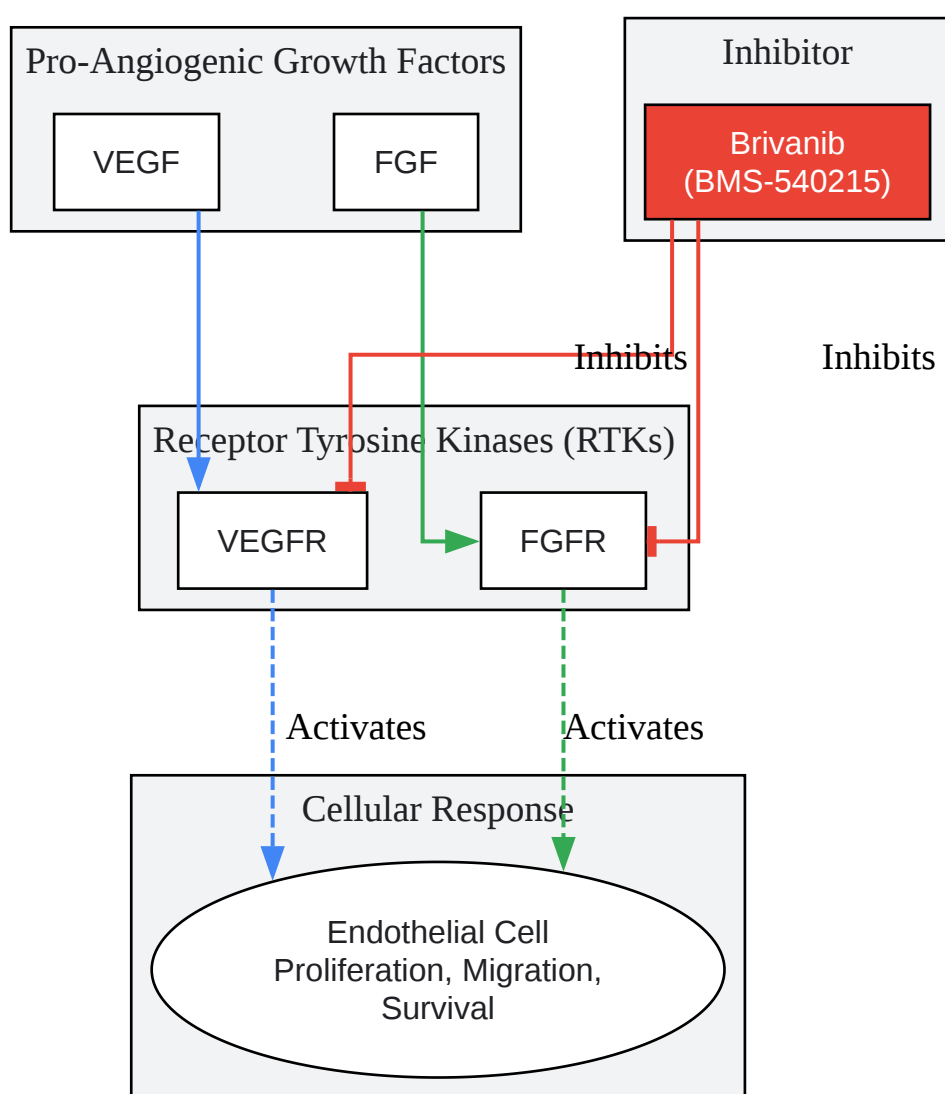 Pro-Angiogenic Growth Factors
VEGF
FGF
Inhibitor
Brivanib
(BMS-540215)
Inhibits
Inhibits
Receptor Tyrosine Kinases (RTKs)
VEGFR
FGFR
Activates
Activates
Cellular Response
Endothelial Cell
Proliferation, Migration,
Survival